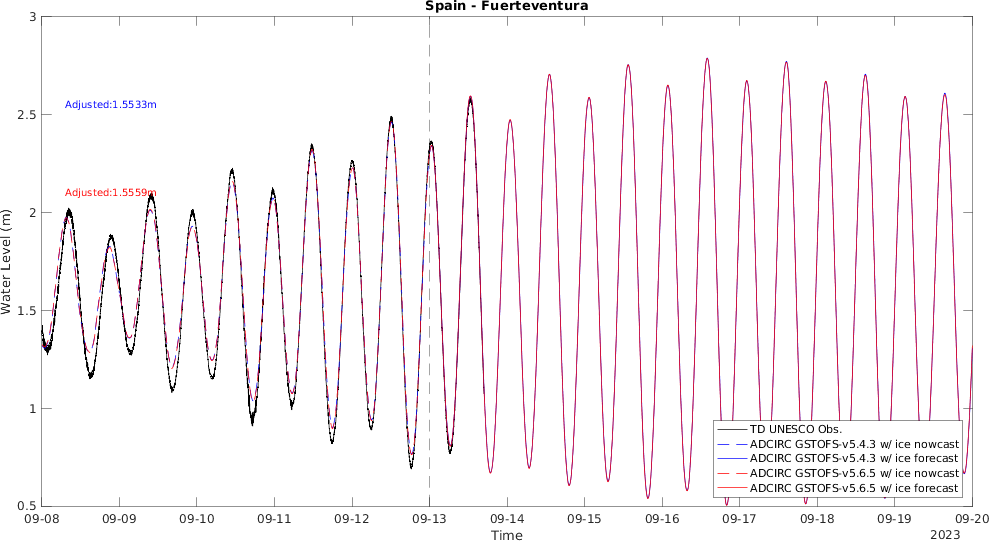 Spain - Fuerteventura
3
2.5
2
1.5
1
0.5
Water Level (m)
Adjusted:1.5533m
Adjusted:1.5559m
TD UNESCO Obs.
ADCIRC GSTOFS-v5.4.3 w/ ice nowcast
ADCIRC GSTOFS-v5.4.3 w/ ice forecast
ADCIRC GSTOFS-v5.6.5 w/ ice nowcast
ADCIRC GSTOFS-v5.6.5 w/ ice forecast
09-08 09-09 09-10 09-11 09-12 09-13 09-14 09-15 09-16 09-17 09-18 09-19 09-20
Time
2023